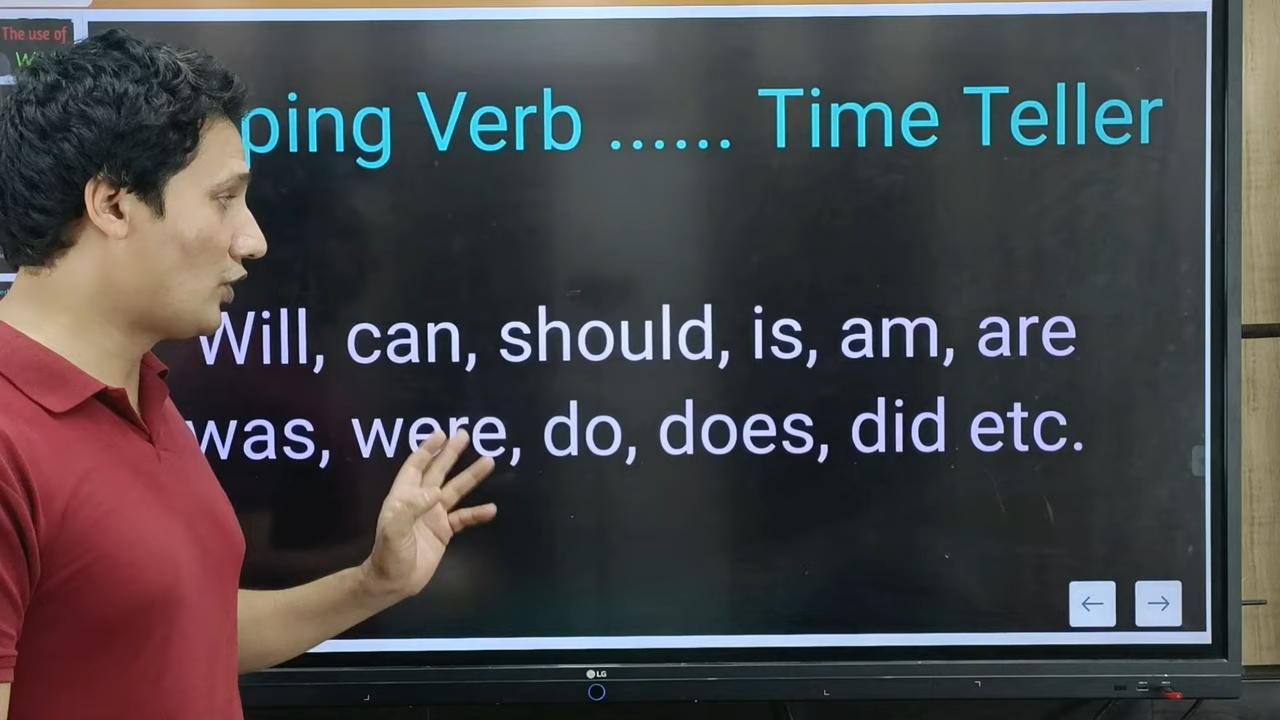 The use of
ping Verb ...... Time Teller
Will, can, should, is, am, are
was, were, do, does, did etc.
LG